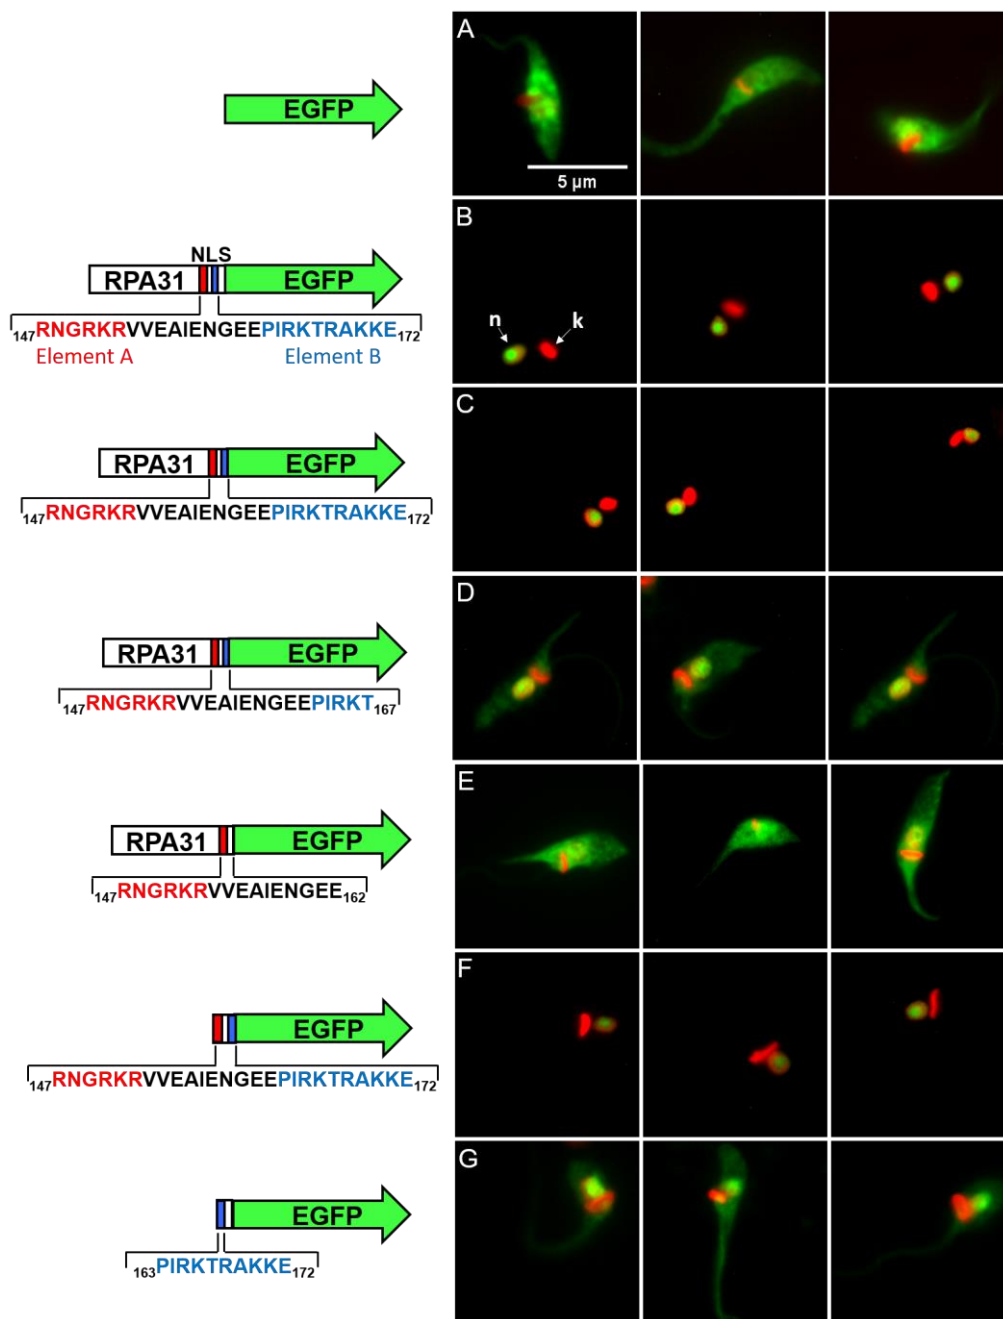 A
EGFP
5 µm
B
NLS
RPA31 EGFP
n k
147RNGRKRVVEAIENGEEPIRKTRAKKE172
Element A Element B
C
RPA31 EGFP
147RNGRKRVVEAIENGEEPIRKTRAKKE172
D
RPA31 EGFP
147RNGRKRVVEAIENGEEPIRKT167
E
RPA31 EGFP
147RNGRKRVVEAIENGEE162
F
EGFP
147RNGRKRVVEAIENGEEPIRKTRAKKE172
G
EGFP
163PIRKTRAKKE172